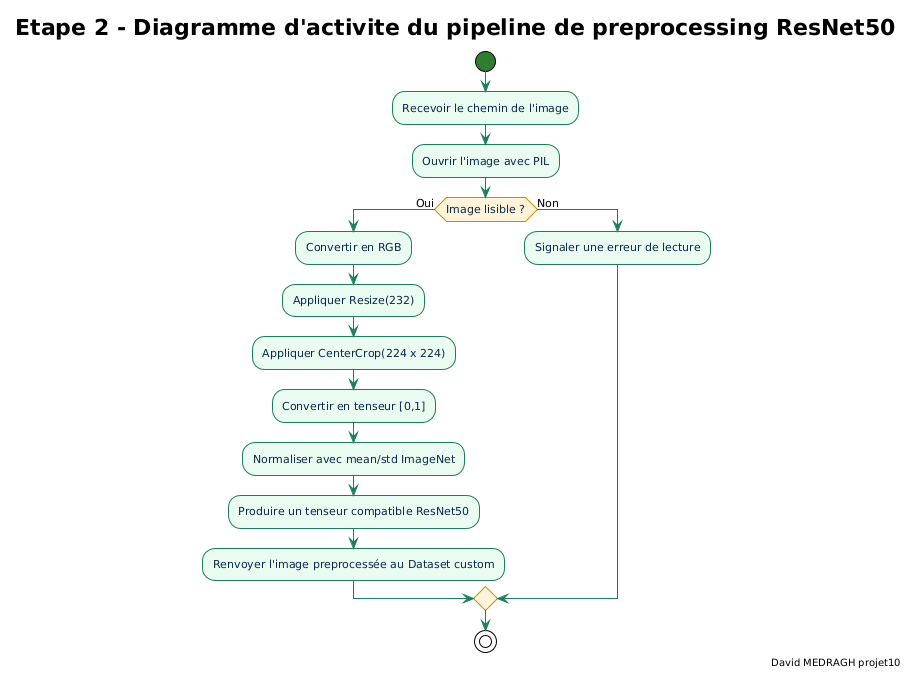 Etape 2 - Diagramme d'activite du pipeline de preprocessing ResNet50
Recevoir le chemin de l'image
Ouvrir l'image avec PIL
Oui
Image lisible ?
Non
Convertir en RGB
Signaler une erreur de lecture
Appliquer Resize(232)
Appliquer CenterCrop(224 x 224)
Convertir en tenseur [0,1]
Normaliser avec mean/std ImageNet
Produire un tenseur compatible ResNet50
Renvoyer l'image preprocessée au Dataset custom
David MEDRAGH projet10